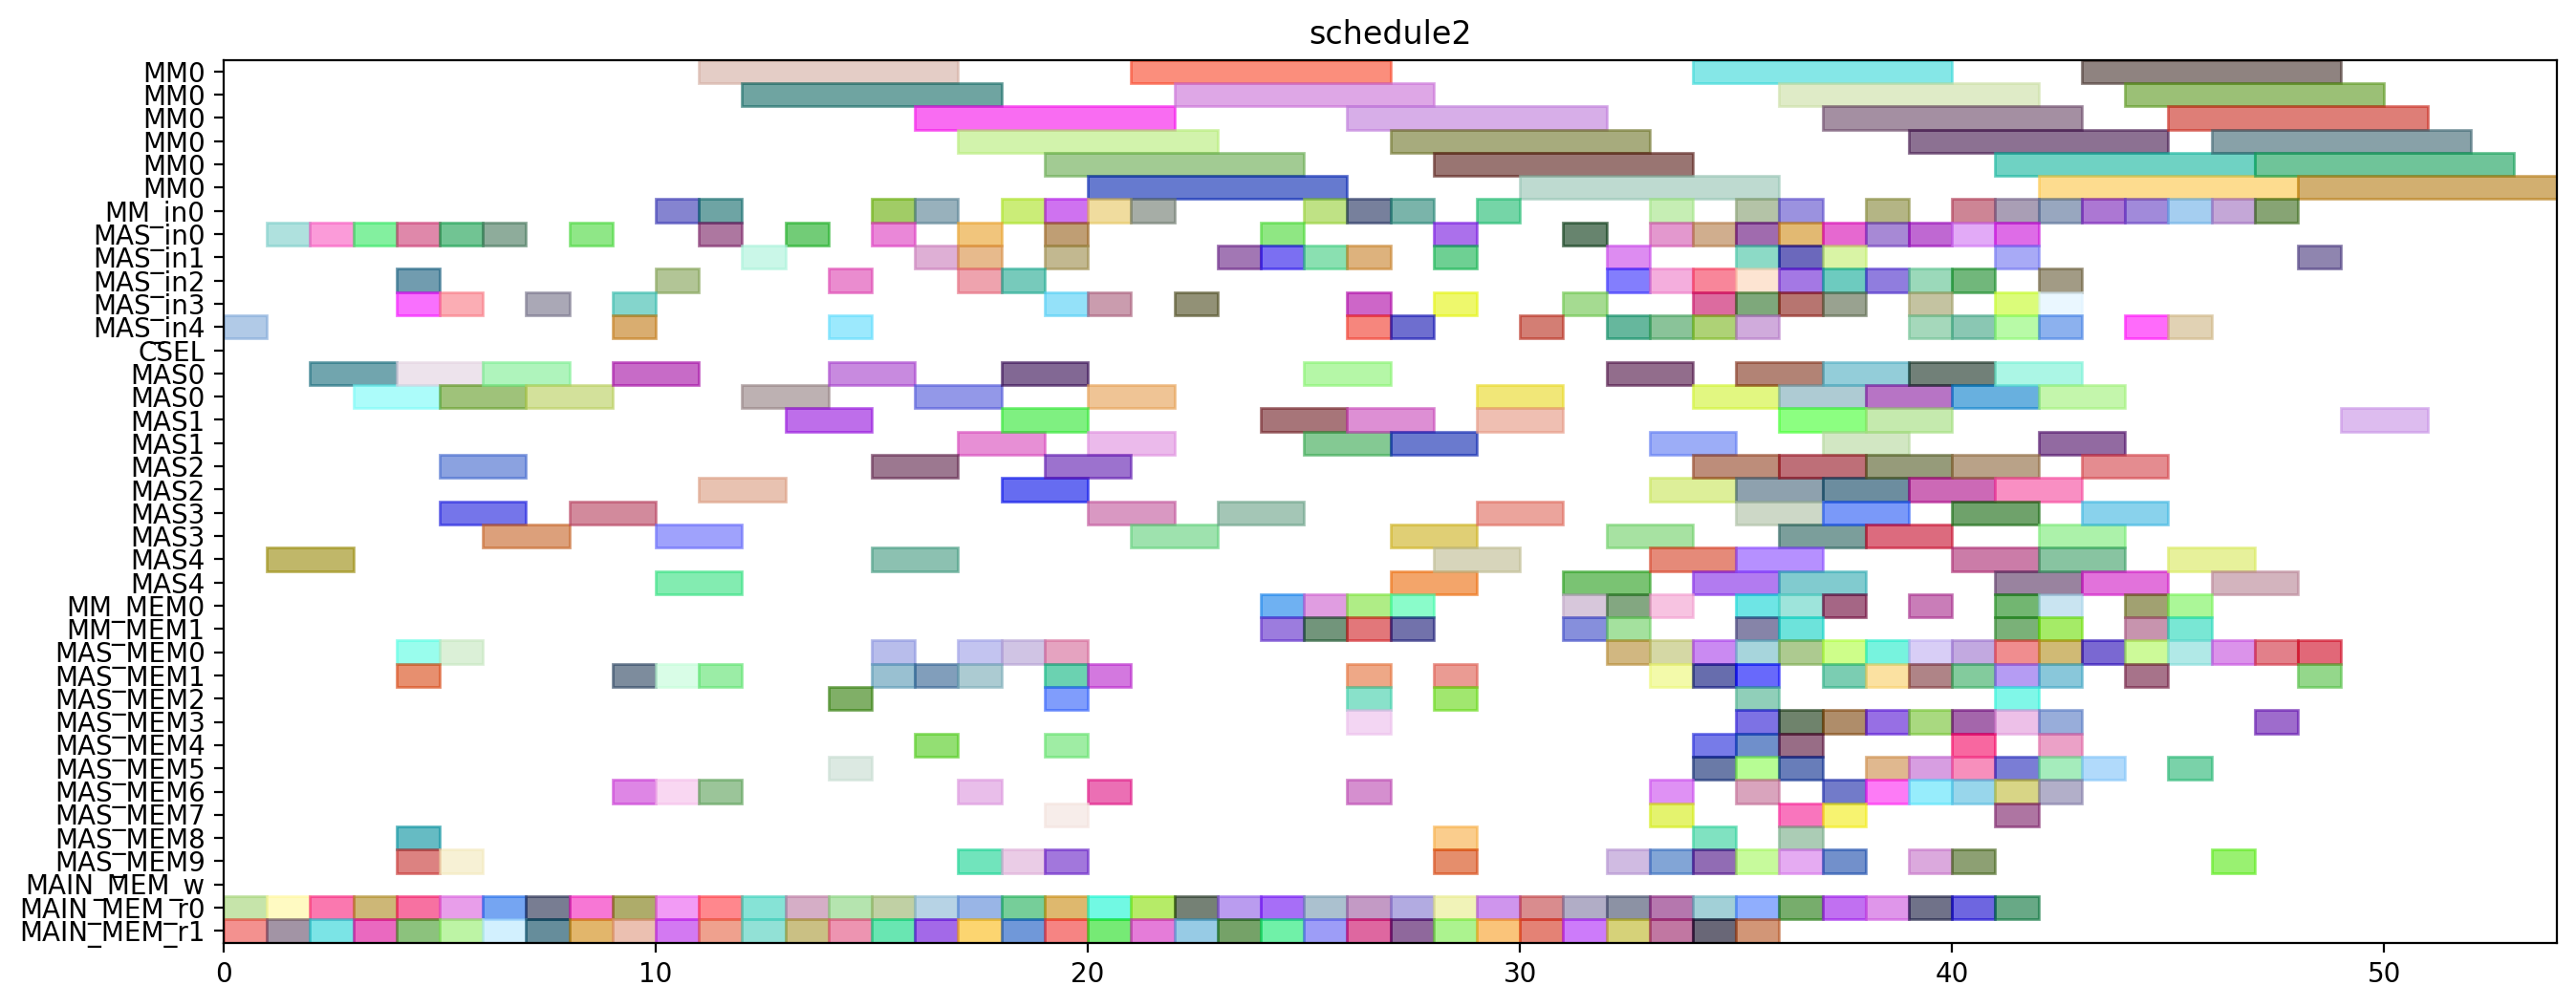 schedule2
MM0
MM0
MM0
MM0
MM0
MM0
MM_in0
MAS_in0
MAS_in1
MAS_in2
MAS_in3
MAS_in4
CSEL
MAS0
MAS0
MAS1
MAS1
MAS2
MAS2
MAS3
MAS3
MAS4
MAS4
MM_MEM0
MM_MEM1
MAS_MEM0
MAS_MEM1
MAS_MEM2
MAS_MEM3
MAS_MEM4
MAS_MEM5
MAS_MEM6
MAS_MEM7
MAS_MEM8
MAS_MEM9
MAIN_MEM_w
MAIN_MEM_r0
MAIN_MEM_r1
0 10 20 30 40 50